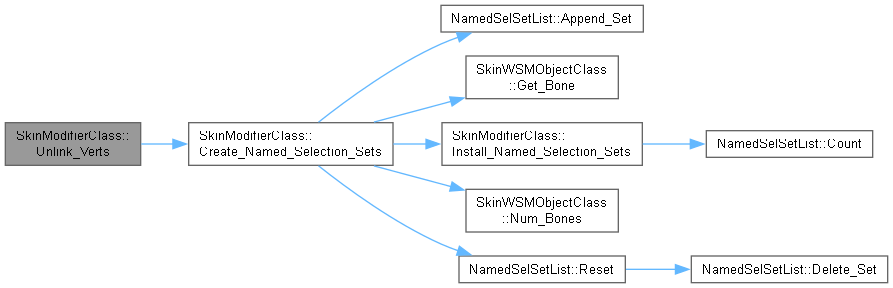 SkinModifierClass::
Unlink_Verts
SkinModifierClass::
Create_Named_Selection_Sets
NamedSelSetList::Append_Set
SkinWSMObjectClass
::Get_Bone
SkinModifierClass::
Install_Named_Selection_Sets
SkinWSMObjectClass
::Num_Bones
NamedSelSetList::Reset
NamedSelSetList::Count
NamedSelSetList::Delete_Set